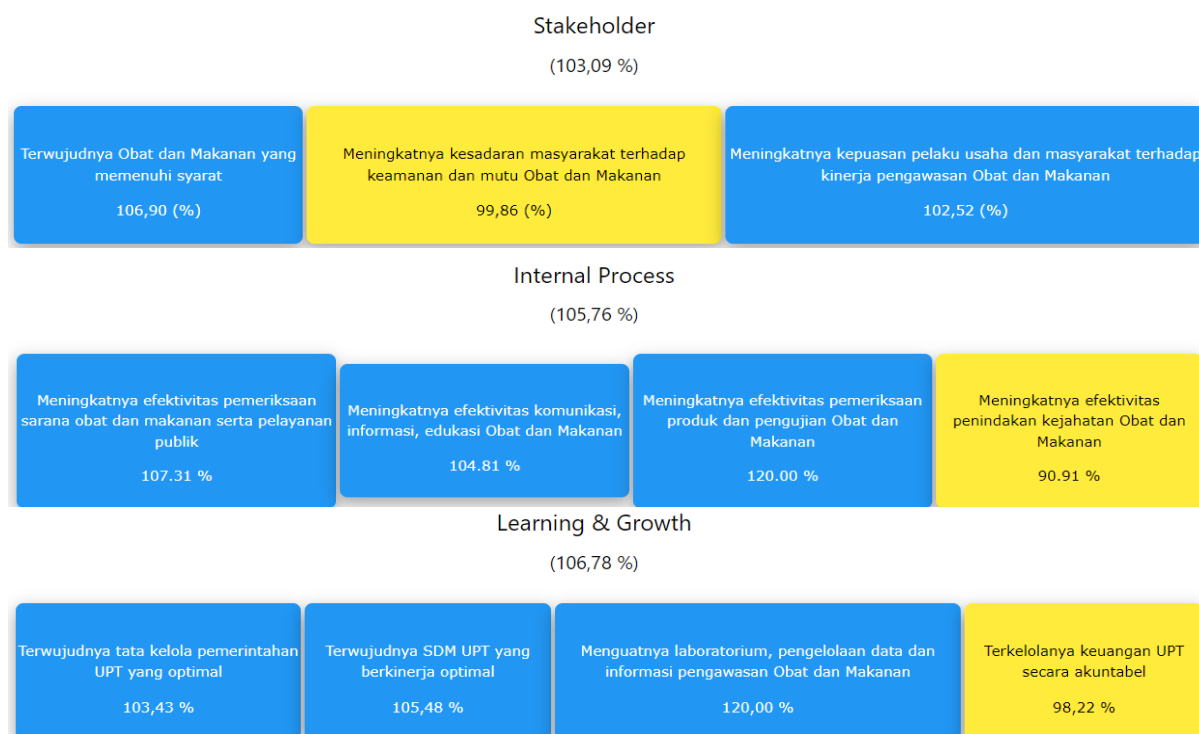 Stakeholder
(103,09 %)
Terwujudnya Obat dan Makanan yang
memenuhi syarat
106,90 (%)
Meningkatnya kesadaran masyarakat terhadap
keamanan dan mutu Obat dan Makanan
99,86 (%)
Meningkatnya kepuasan pelaku usaha dan masyarakat terhadap
kinerja pengawasan Obat dan Makanan
102,52 (%)
Internal Process
(105,76 %)
Meningkatnya efektivitas pemeriksaan
sarana obat dan makanan serta pelayanan
publik
107.31 %
Meningkatnya efektivitas komunikasi,
informasi, edukasi Obat dan Makanan
104.81 %
Meningkatnya efektivitas pemeriksaan
produk dan pengujian Obat dan
Makanan
120.00 %
Meningkatnya efektivitas
penindakan kejahatan Obat dan
Makanan
90.91 %
Learning & Growth
(106,78 %)
Terwujudnya tata kelola pemerintahan
UPT yang optimal
103,43 %
Terwujudnya SDM UPT yang
berkinerja optimal
105,48 %
Menguatnya laboratorium, pengelolaan data dan
informasi pengawasan Obat dan Makanan
120,00 %
Terkelolanya keuangan UPT
secara akuntabel
98,22 %